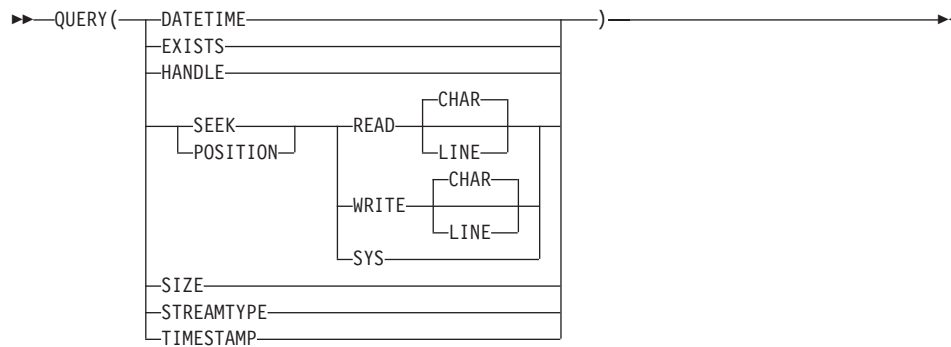 QUERY( DATETIME )
EXISTS
HANDLE
CHAR
SEEK READ
POSITION LINE
CHAR
WRITE
LINE
SYS
SIZE
STREAMTYPE
TIMESTAMP